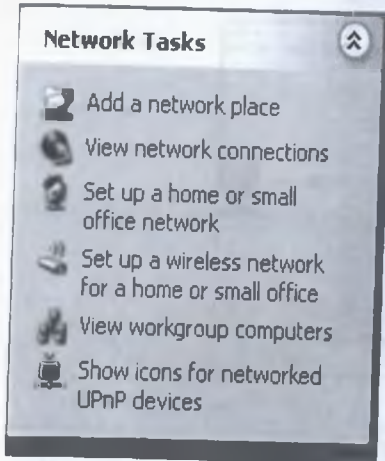 Network Tasks
Add a network place
View network connections
Set up a home or small
office network
Set up a wireless network
for a home or small office
View workgroup computers
Show icons for networked
UPnP devices